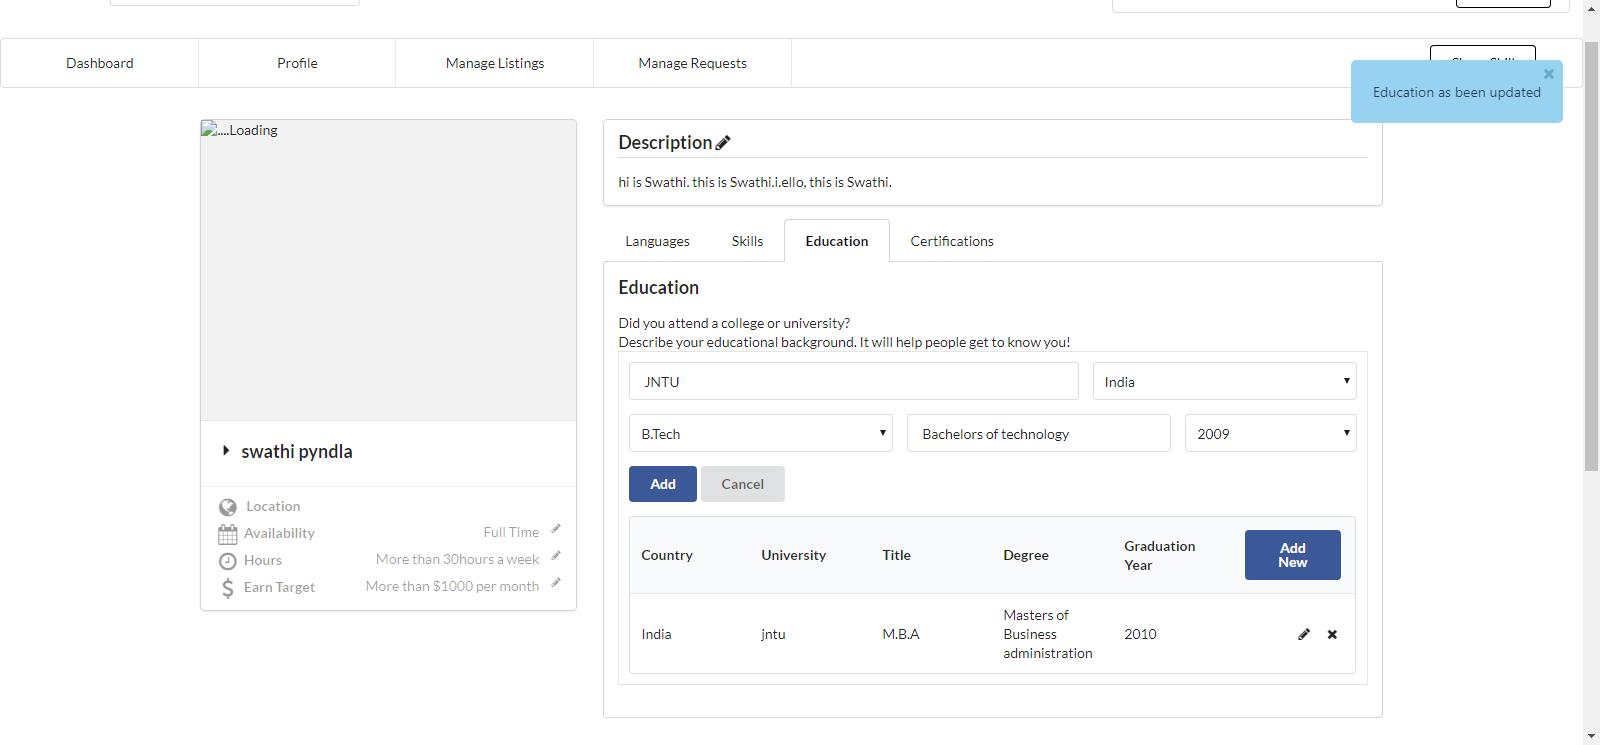 Dashboard
Profile
Manage Listings
Manage Requests
Education as been updated
....Loading
swathi pyndla
Location
Availability
Full Time
Hours
More than 30hours a week
Earn Target
More than $1000 per month
Description
hi is Swathi. this is Swathi.i.ello, this is Swathi.
Languages
Skills
Education
Certifications
Education
Did you attend a college or university?
Describe your educational background. It will help people get to know you!
JNTU
India
B.Tech
Bachelors of technology
2009
Add
Cancel
Country
University
Title
Degree
Graduation
Year
Add
New
India
jntu
M.B.A
Masters of
Business
administration
2010